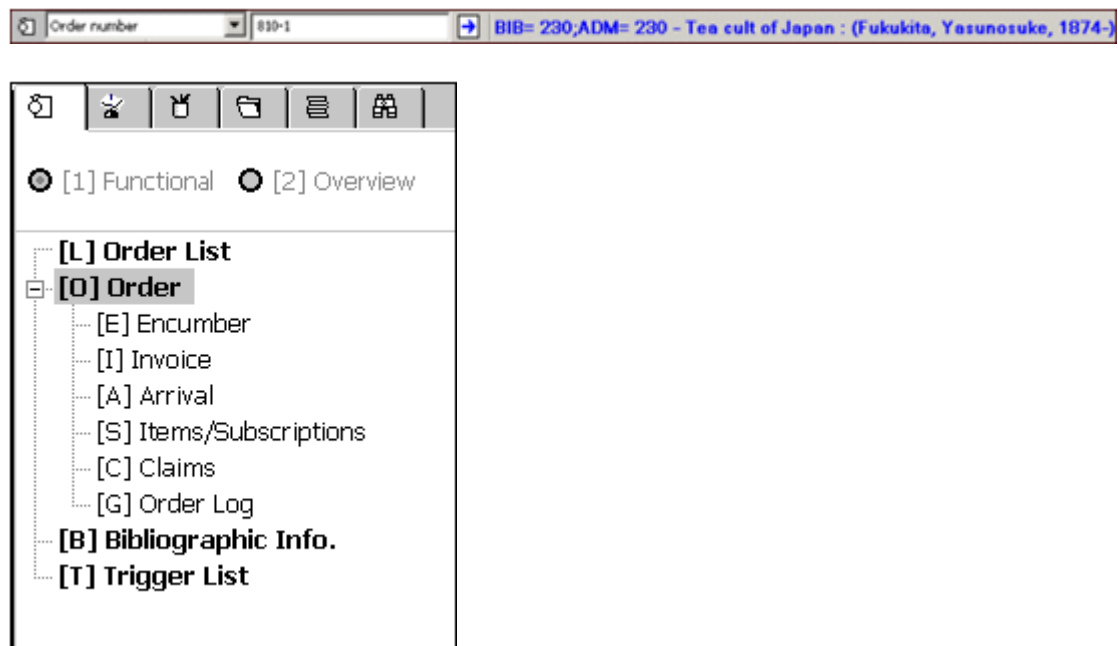 Order number 810-1 BIB= 230;ADM= 230 - Tea cult of Japan : (Fukukita, Yasunosuke, 1874-)
[1] Functional [2] Overview
[L] Order List
[O] Order
[E] Encumber
[I] Invoice
[A] Arrival
[S] Items/Subscriptions
[C] Claims
[G] Order Log
[B] Bibliographic Info.
[T] Trigger List